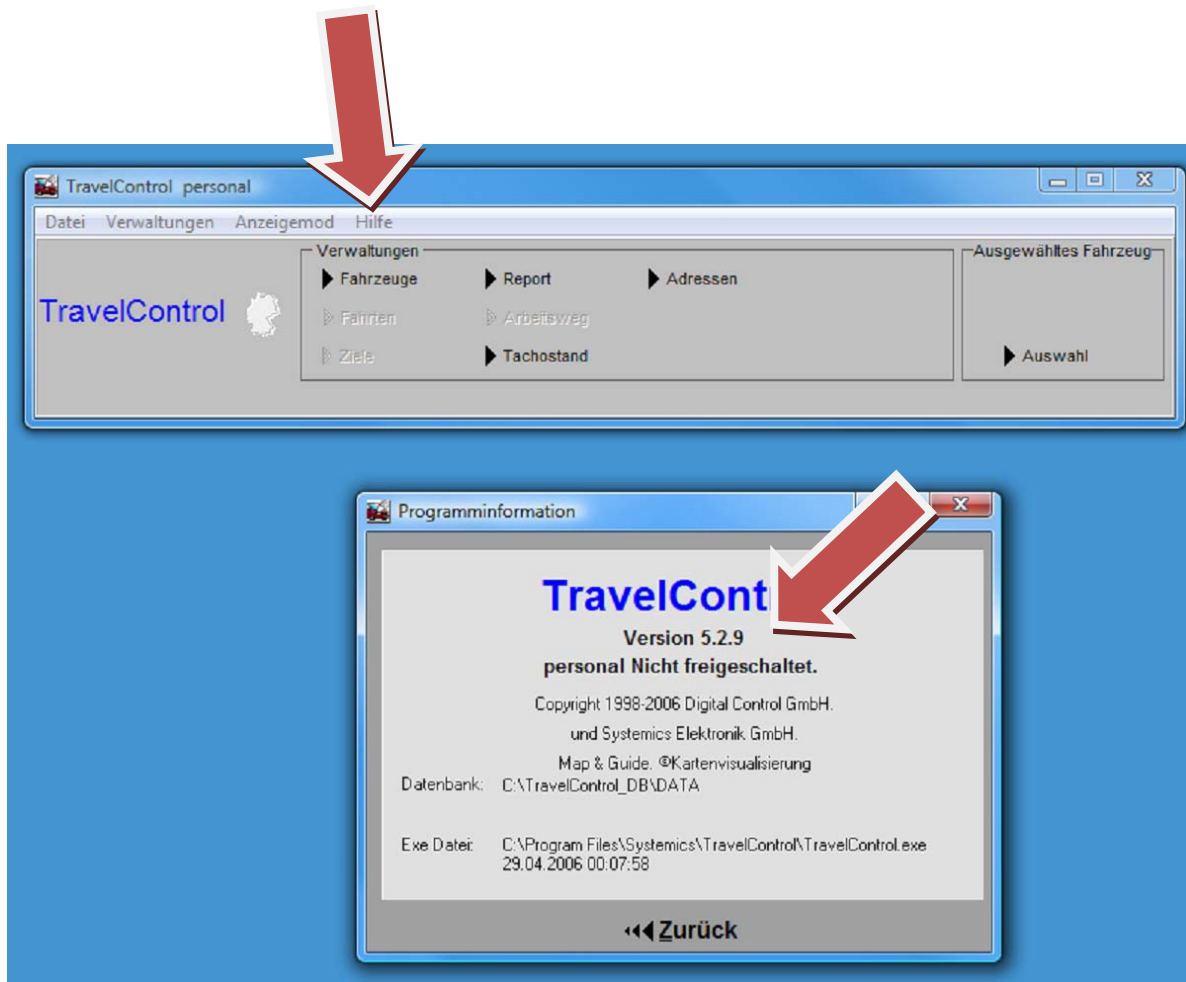 TravelControl personal
Datei Verwaltungen Anzeigemod Hilfe
Verwaltungen
Fahrzeuge Report Adressen
Fahrten Arbeitsweg
Ziele Tachostand
TravelControl
Ausgewähltes Fahrzeug
Auswahl
Programminformation
TravelCont
Version 5.2.9
personal Nicht freigeschaltet.
Copyright 1998-2006 Digital Control GmbH.
und Systemics Elektronik GmbH.
Map & Guide. ©Kartenvisualisierung
Datenbank: C:\TravelControl_DB\DATA
Exe Datei: C:\Program Files\Systemics\TravelControl\TravelControl.exe
29.04.2006 00:07:58
Zurück